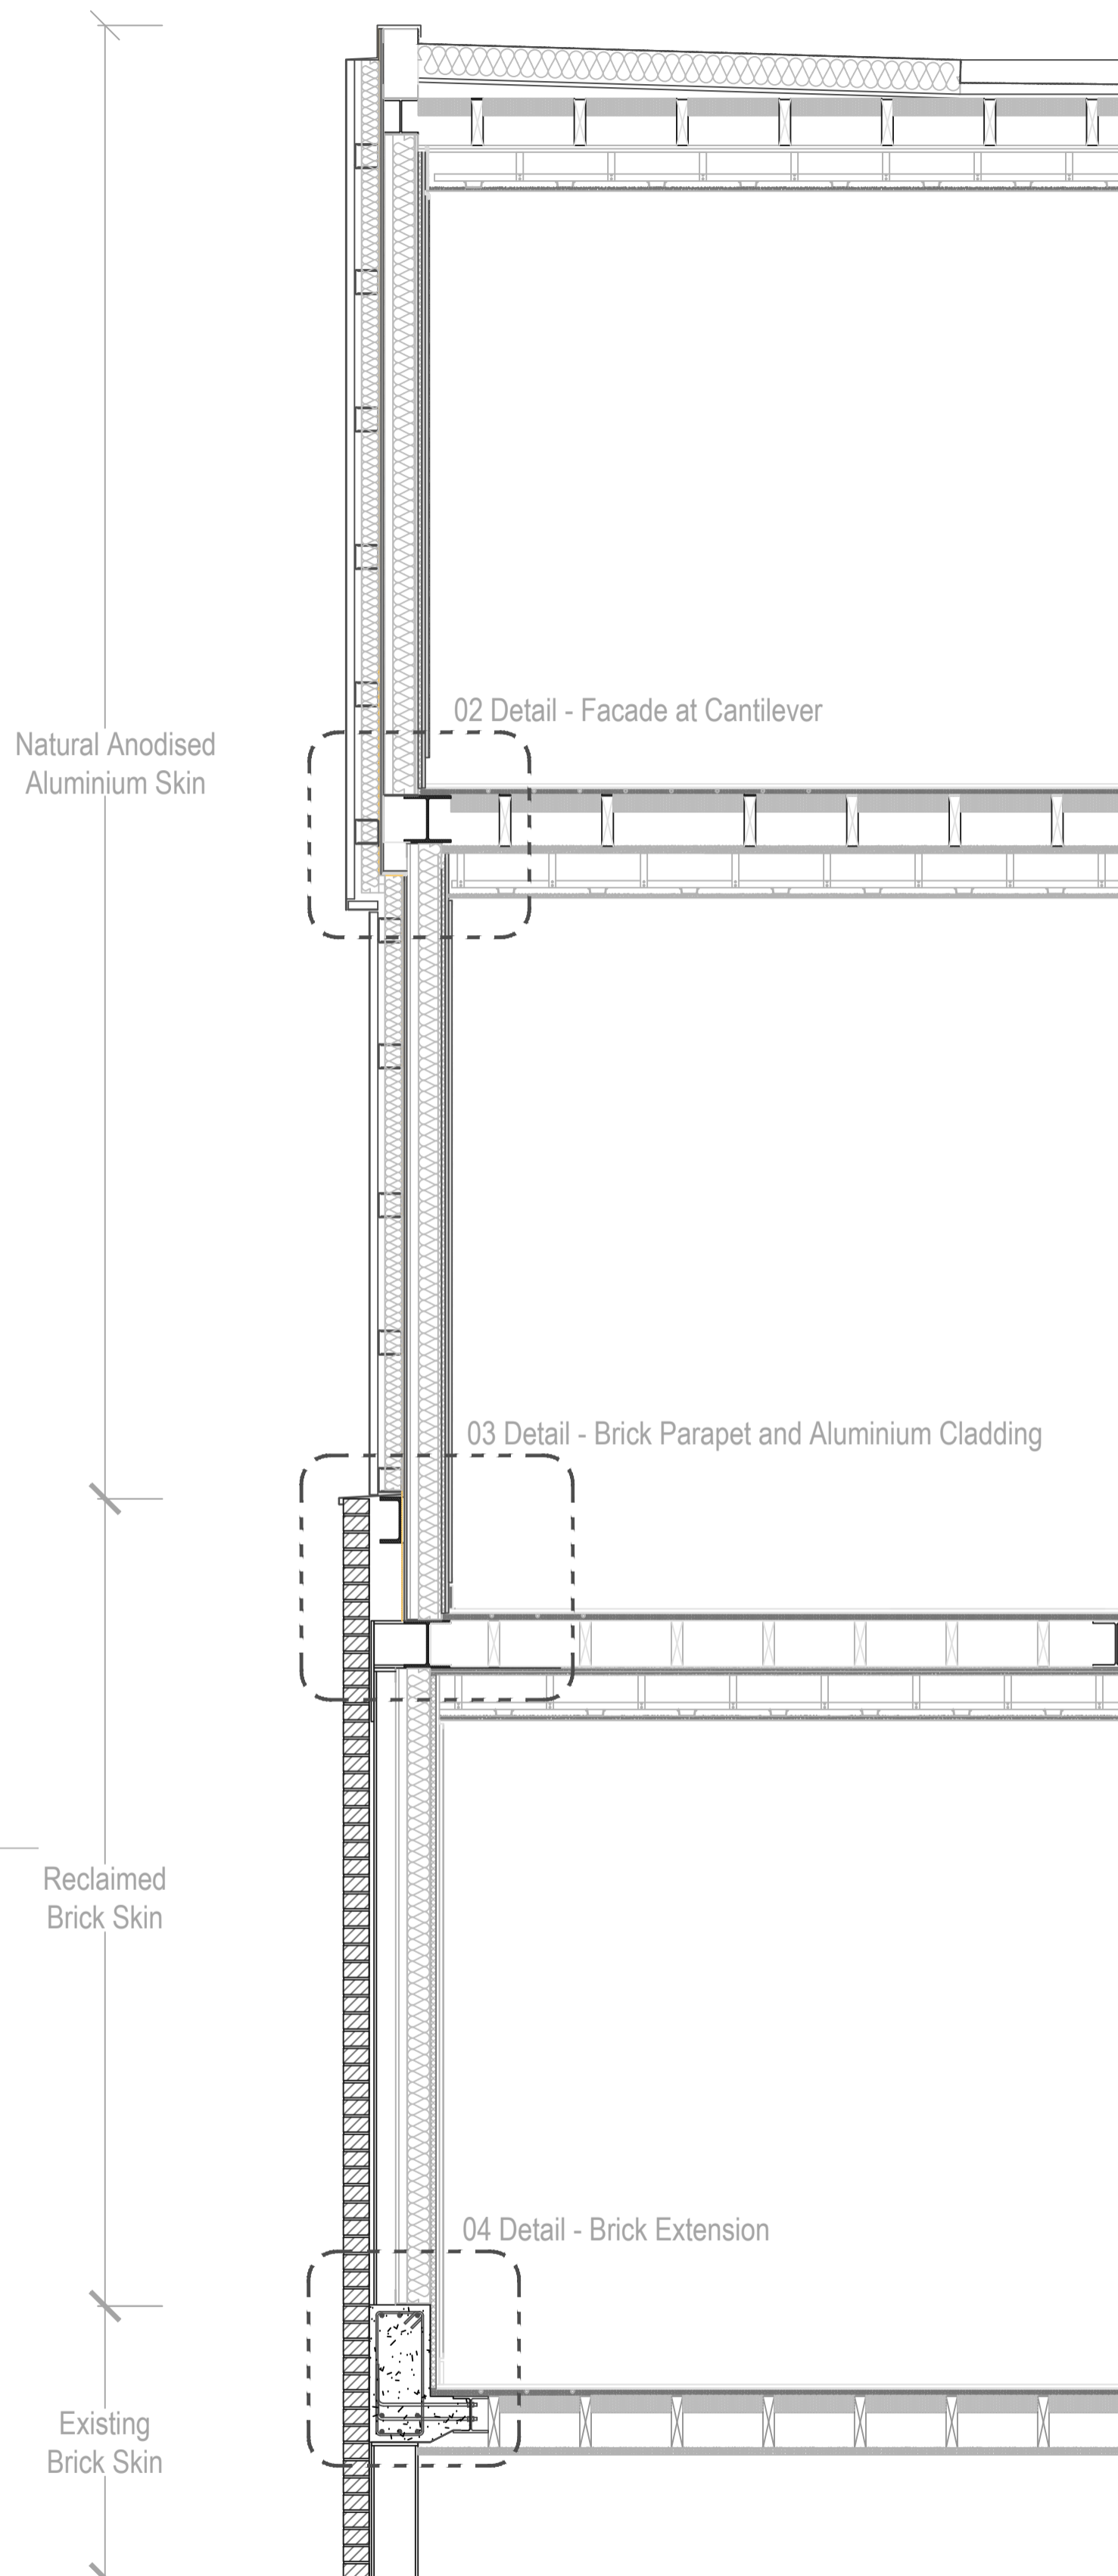 02 Detail - Facade at Cantilever
Natural Anodised
Aluminium Skin
03 Detail - Brick Parapet and Aluminium Cladding
Reclaimed
Brick Skin
04 Detail - Brick Extension
Existing
Brick Skin